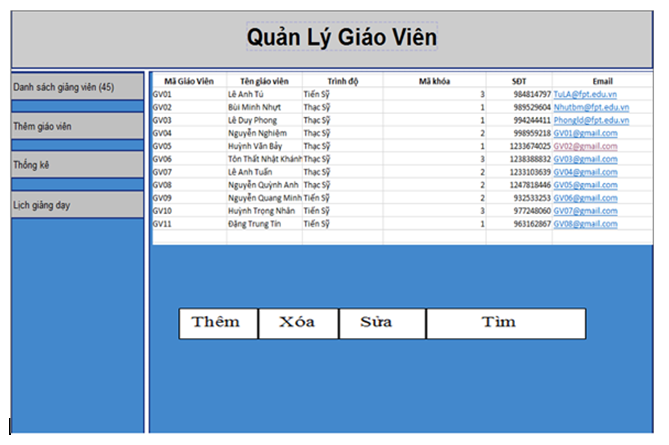 Quản Lý Giáo Viên
Danh sách giảng viên (45)
Thêm giáo viên
Thống kê
Lịch giảng dạy
Mã Giáo Viên Tên giáo viên Trình độ Mã khóa SĐT Email
GV01 Lê Anh Tú Tiến Sỹ 3 984814797 TuLA@fpt.edu.vn
GV02 Bùi Minh Nhựt Thạc Sỹ 1 989529604 Nhutbm@fpt.edu.vn
GV03 Lê Duy Phong Thạc Sỹ 1 994244411 Phongld@fpt.edu.vn
GV04 Nguyễn Nghiệm Thạc Sỹ 2 998959218 GV01@gmail.com
GV05 Huỳnh Văn Bảy Thạc Sỹ 1 1233674025 GV02@gmail.com
GV06 Tôn Thất Nhật Khánh Thạc Sỹ 3 1238388832 GV03@gmail.com
GV07 Lê Anh Tuấn Thạc Sỹ 2 1233103639 GV04@gmail.com
GV08 Nguyễn Quỳnh Anh Thạc Sỹ 2 1247818446 GV05@gmail.com
GV09 Nguyễn Quang Minh Tiến Sỹ 2 932533253 GV06@gmail.com
GV10 Huỳnh Trọng Nhân Tiến Sỹ 3 977248060 GV07@gmail.com
GV11 Đặng Trung Tín Tiến Sỹ 1 963162867 GV08@gmail.com
Thêm Xóa Sửa Tìm